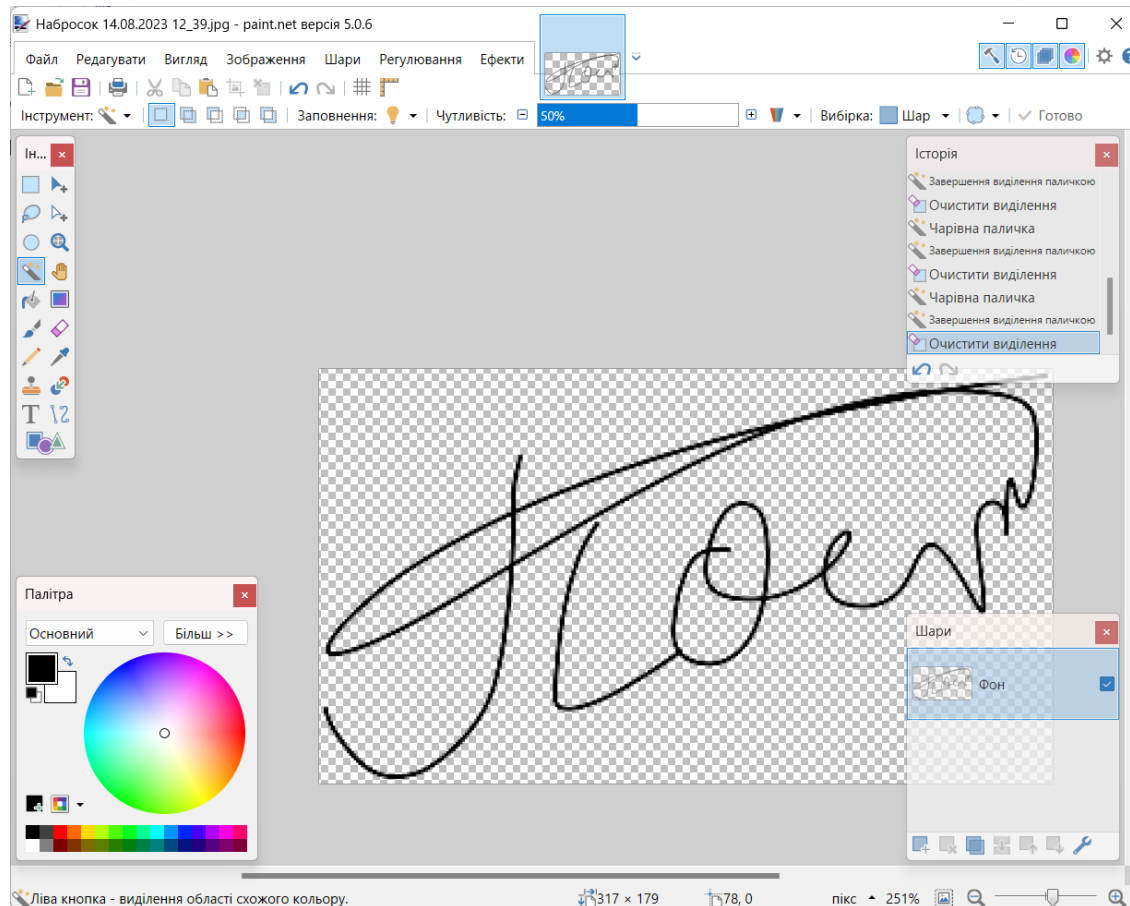 Набросок 14.08.2023 12_39.jpg - paint.net версія 5.0.6
Файл Редагувати Вигляд Зображення Шари Регулювання Ефекти
Інструмент: Заповнення: Чутливість: 50% Вибірка: Шар Готово
Ін...
Історія
Завершення виділення паличкою
Очистити виділення
Чарівна паличка
Завершення виділення паличкою
Очистити виділення
Чарівна паличка
Завершення виділення паличкою
Очистити виділення
Палітра
Основний Більш >>
Шари
Фон
Ліва кнопка - виділення області схожого кольору. 317 × 179 78, 0 пікс 251%